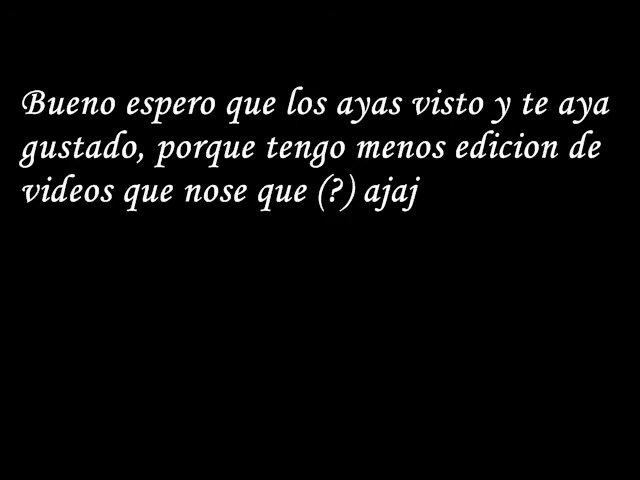 Bueno espero que los ayas visto y te aya
gustado, porque tengo menos edicion de
videos que nose que (?) ajaj